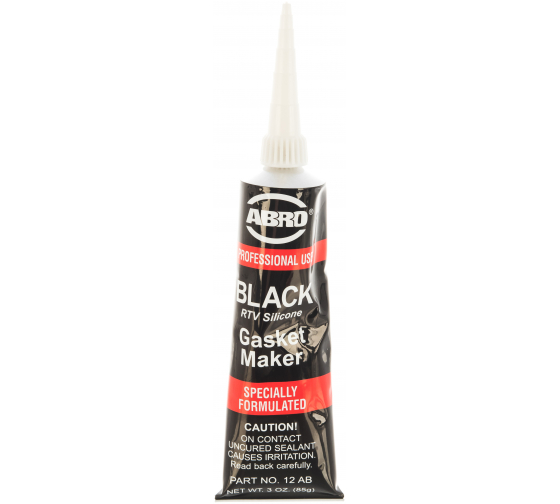 ABRO®
PROFESSIONAL US
BLACK
RTV Silicone
Gasket
Maker
SPECIALLY
FORMULATED
CAUTION!
ON CONTACT
UNCURED SEALANT
CAUSES IRRITATION.
Read back carefully.
PART NO. 12 AB
NET WT. 3 OZ. (85g)